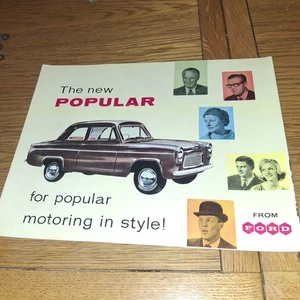 The new
POPULAR
for popular
motoring in style!
FROM
FORD